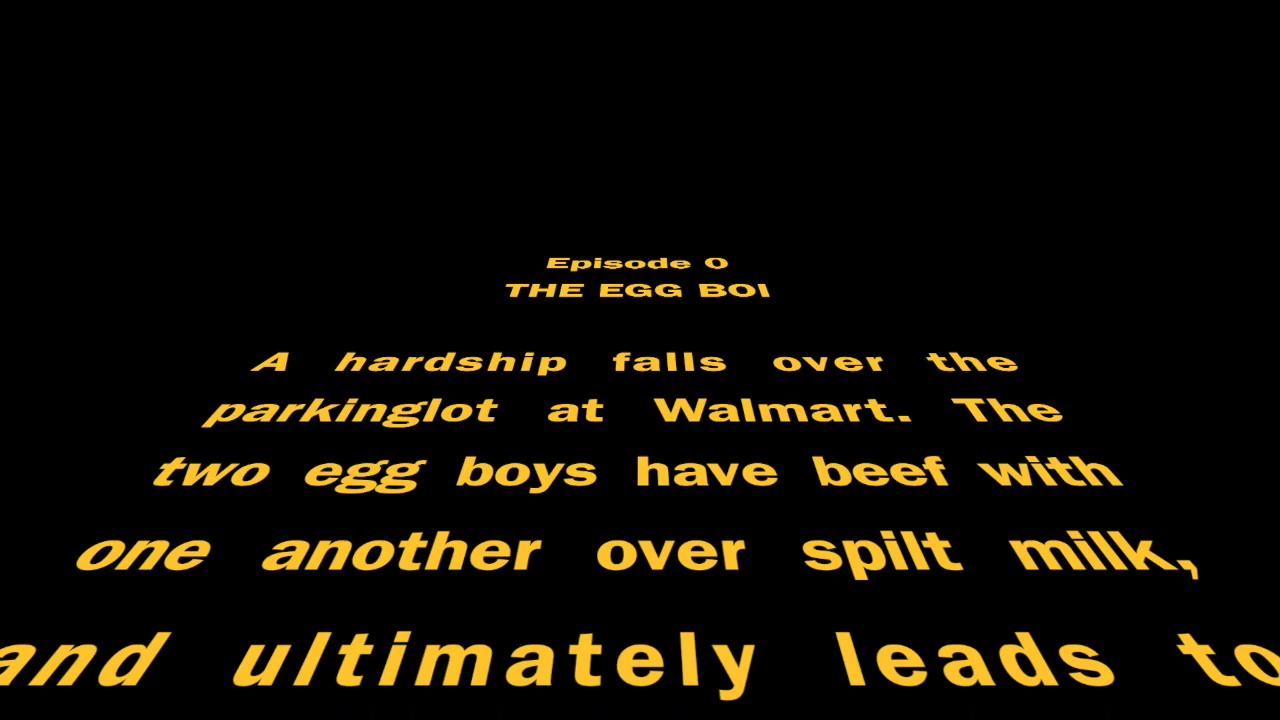 Episode 0
THE EGG BOI
A hardship falls over the
parkinglot at Walmart. The
two egg boys have beef with
one another over spilt milk,
and ultimately leads to